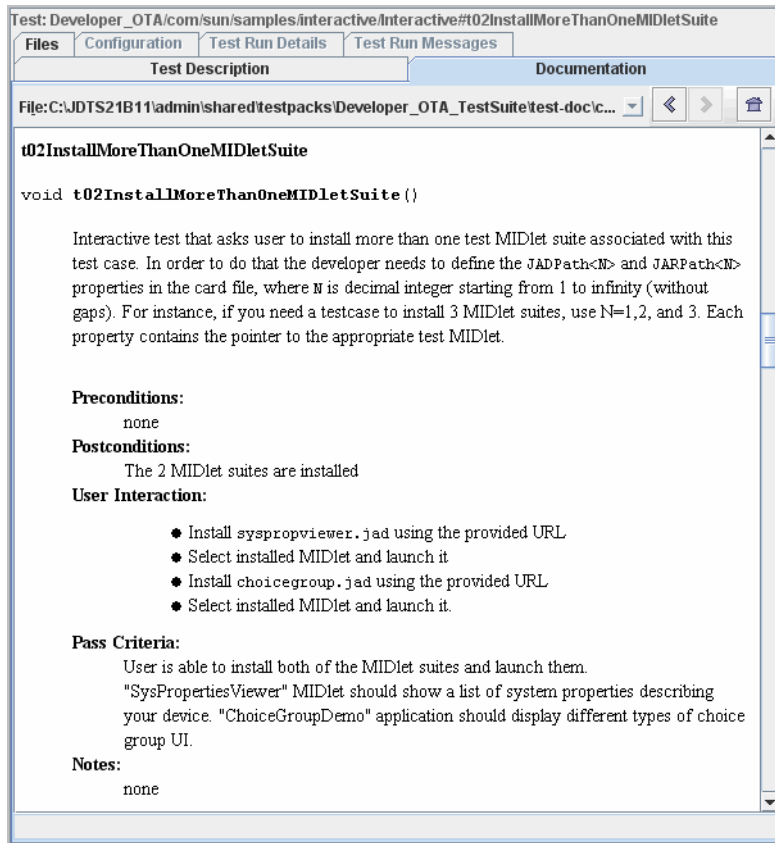 Test: Developer_OTA/com/sun/samples/interactive/Interactive#t02InstallMoreThanOneMIDletSuite
Files Configuration Test Run Details Test Run Messages
Test Description Documentation
File:C:\JDTS21B11\admin\shared\testpacks\Developer_OTA_TestSuite\test-doc\c...
t02InstallMoreThanOneMIDletSuite
void t02InstallMoreThanOneMIDletSuite()
Interactive test that asks user to install more than one test MIDlet suite associated with this
test case. In order to do that the developer needs to define the JADPath<N> and JARPath<N>
properties in the card file, where N is decimal integer starting from 1 to infinity (without
gaps). For instance, if you need a testcase to install 3 MIDlet suites, use N=1,2, and 3. Each
property contains the pointer to the appropriate test MIDlet.
Preconditions:
none
Postconditions:
The 2 MIDlet suites are installed
User Interaction:
● Install syspropviewer.jad using the provided URL
● Select installed MIDlet and launch it
● Install choicegroup.jad using the provided URL
● Select installed MIDlet and launch it.
Pass Criteria:
User is able to install both of the MIDlet suites and launch them.
"SysPropertiesViewer" MIDlet should show a list of system properties describing
your device. "ChoiceGroupDemo" application should display different types of choice
group UI.
Notes:
none